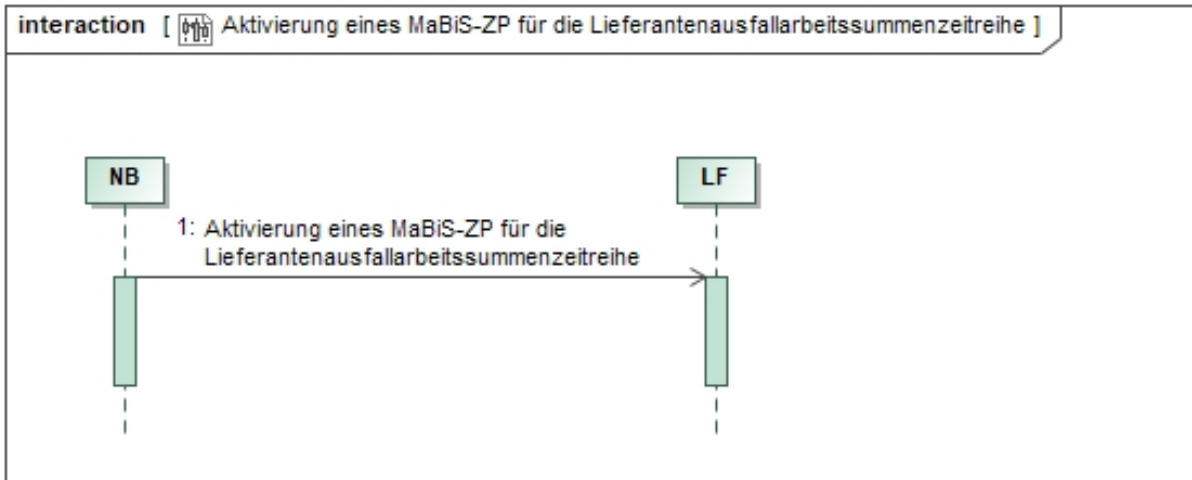 interaction [ Aktivierung eines MaBiS-ZP für die Lieferantenausfallarbeitssummenzeitreihe ]
NB
LF
1: Aktivierung eines MaBiS-ZP für die
Lieferantenausfallarbeitssummenzeitreihe